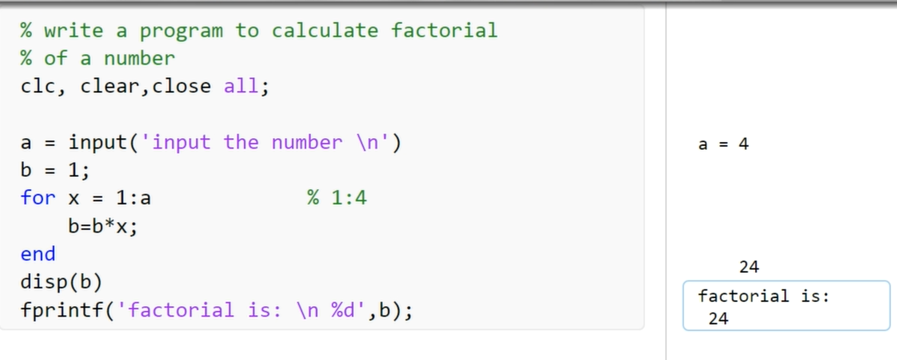 % write a program to calculate factorial
% of a number
clc, clear,close all;
a = input('input the number \n')
b = 1;
for x = 1:a % 1:4
b=b*x;
end
disp(b)
fprintf('factorial is: \n %d',b);
a = 4
24
factorial is:
24